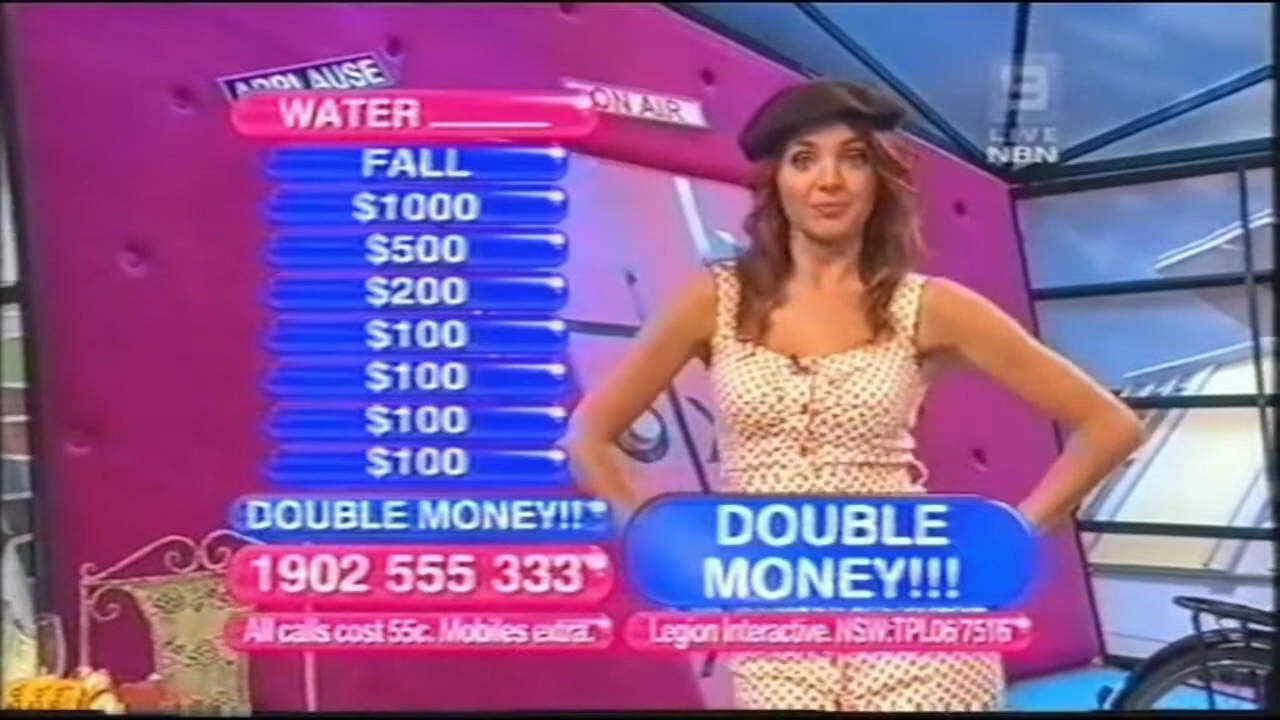 APPLAUSE
ON AIR
9
LIVE
NBN
WATER ______
FALL
$1000
$500
$200
$100
$100
$100
$100
DOUBLE MONEY!!*
1902 555 333*
All calls cost 55c. Mobiles extra.*
DOUBLE
MONEY!!!
Legion Interactive. NSW:TPL06 7516*